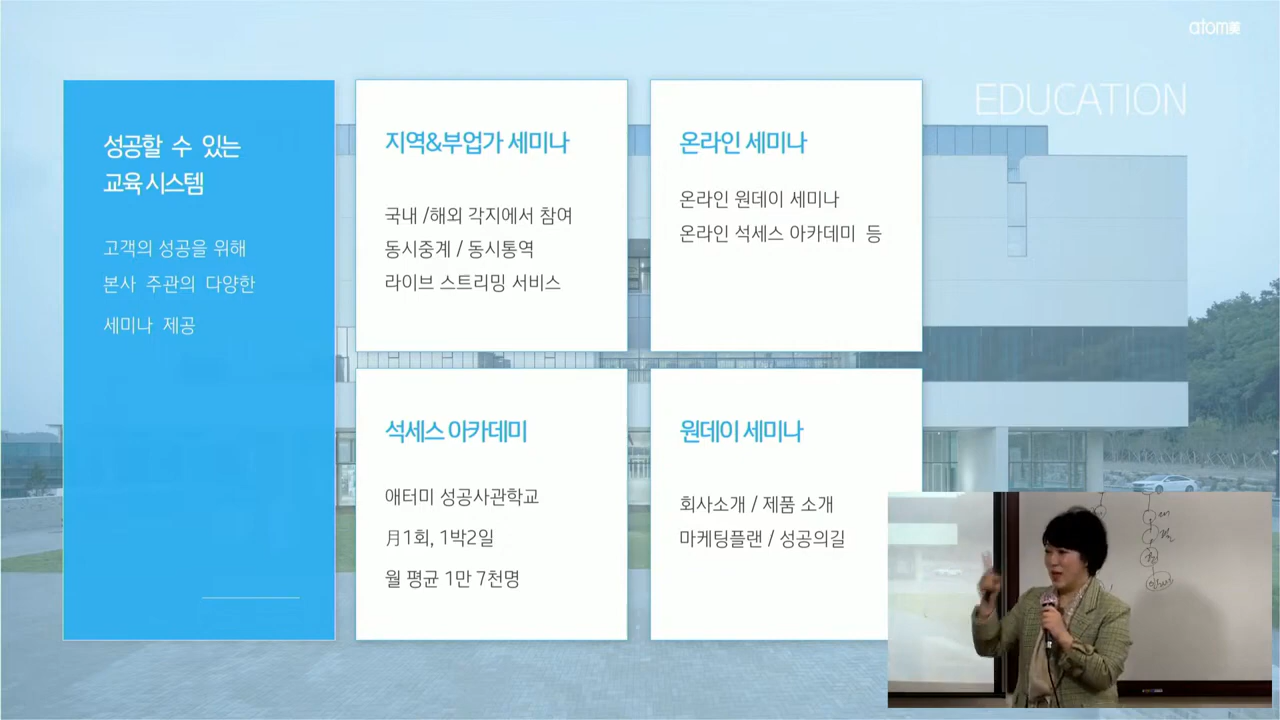 atom美
EDUCATION
성공할 수 있는
교육 시스템
고객의 성공을 위해
본사 주관의 다양한
세미나 제공
지역&부업가 세미나
국내 /해외 각지에서 참여
동시중계 / 동시통역
라이브 스트리밍 서비스
온라인 세미나
온라인 원데이 세미나
온라인 석세스 아카데미 등
석세스 아카데미
애터미 성공사관학교
月1회, 1박2일
월 평균 1만 7천명
원데이 세미나
회사소개 / 제품 소개
마케팅플랜 / 성공의길